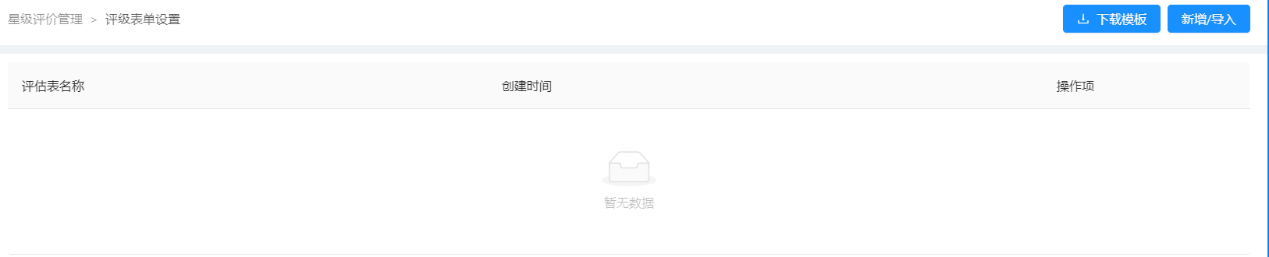 星级评价管理 > 评级表单设置
下载模板 新增/导入
评估表名称 创建时间 操作项
暂无数据